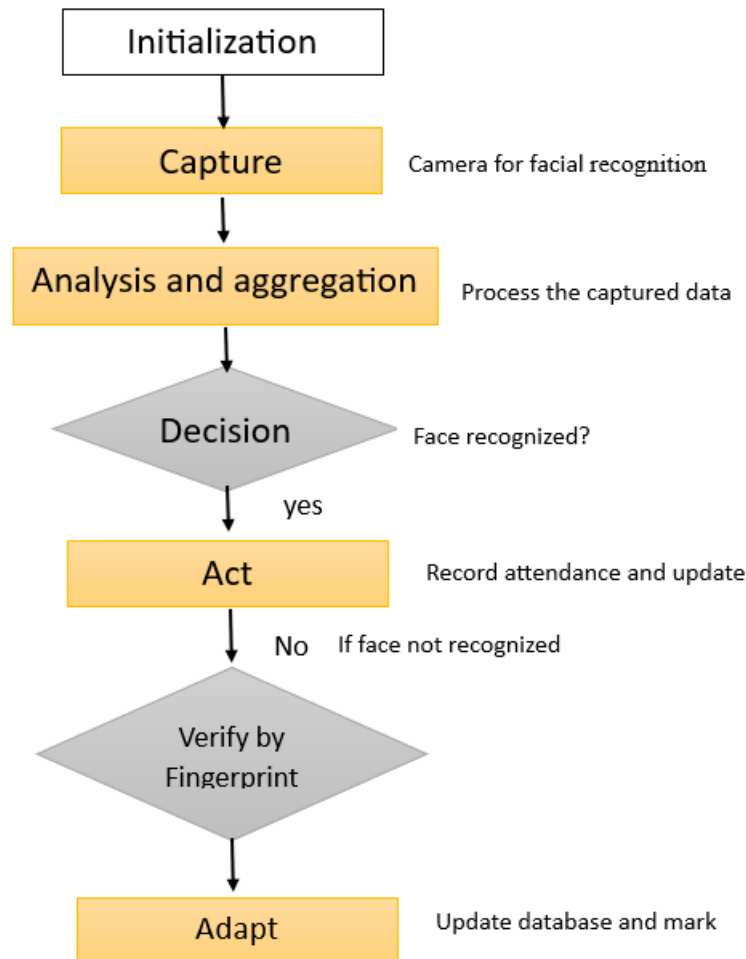 Initialization
Capture
Camera for facial recognition
Analysis and aggregation
Process the captured data
Decision
Face recognized?
yes
Act
Record attendance and update
No
If face not recognized
Verify by
Fingerprint
Adapt
Update database and mark